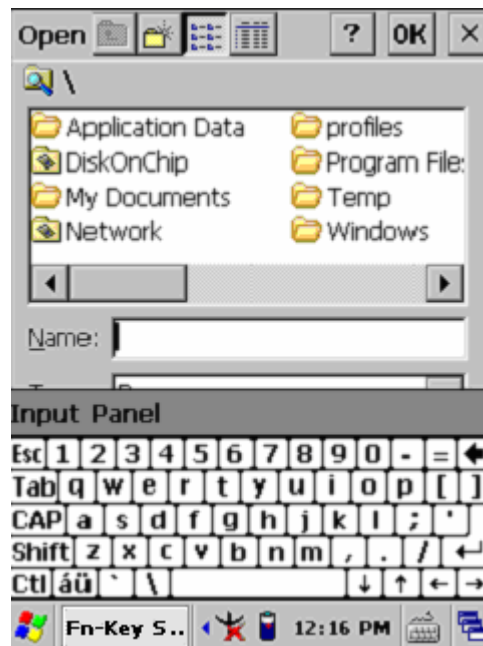 Open ? OK ×
\
Application Data profiles
DiskOnChip Program File
My Documents Temp
Network Windows
Name:
Input Panel
Esc 1 2 3 4 5 6 7 8 9 0 - =
Tab q w e r t y u i o p [ ]
CAP a s d f g h j k l ; '
Shift z x c v b n m , . /
Ctl áü ` \
Fn-Key S.. 12:16 PM